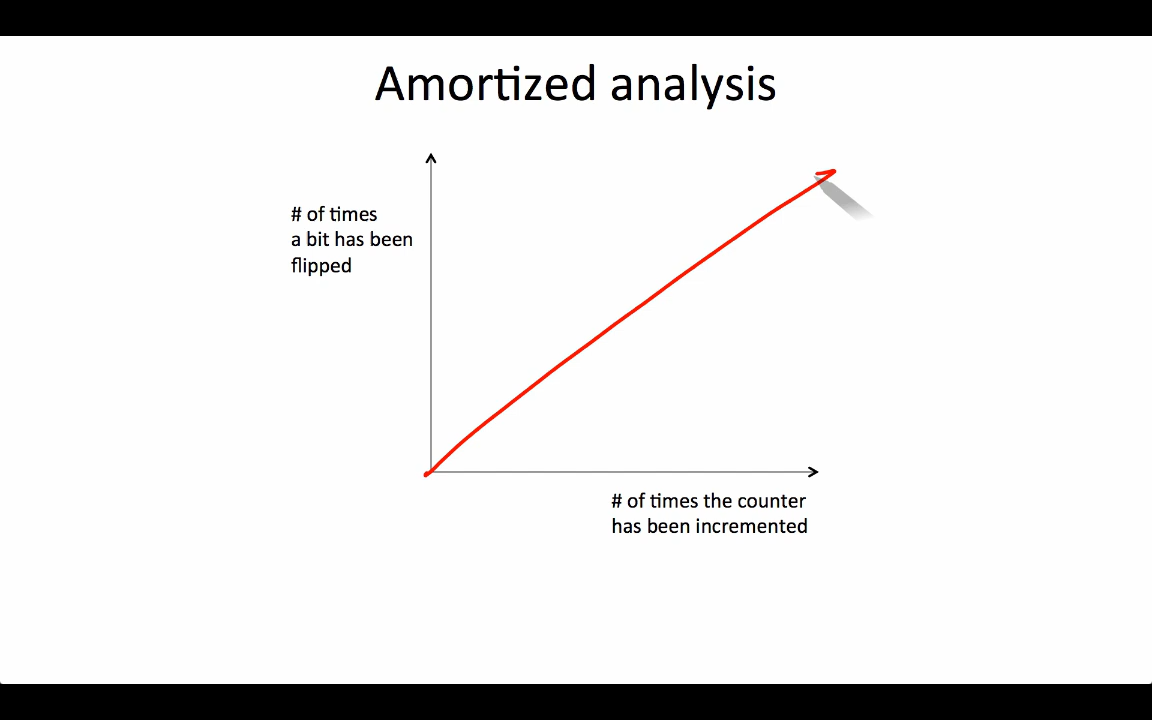 Amortized analysis
# of times
a bit has been
flipped
# of times the counter
has been incremented